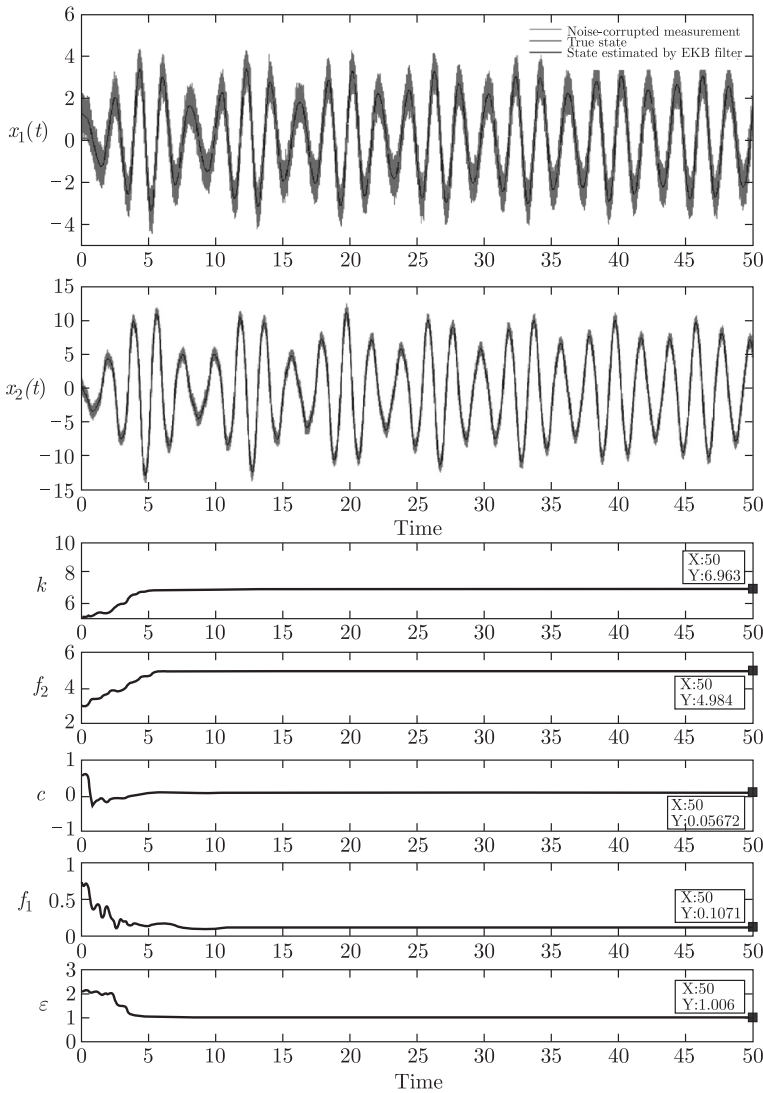 6
4
2
0
−2
−4
x1(t)
Noise-corrupted measurement
True state
State estimated by EKB filter
0 5 10 15 20 25 30 35 40 45 50
15
10
5
0
−5
−10
−15
x2(t)
0 5 10 15 20 25 30 35 40 45 50
Time
10
8
6
k
X:50
Y:6.963
0 5 10 15 20 25 30 35 40 45 50
6
4
2
f2
X:50
Y:4.984
0 5 10 15 20 25 30 35 40 45 50
1
0
−1
c
X:50
Y:0.05672
0 5 10 15 20 25 30 35 40 45 50
1
0.5
0
f1
X:50
Y:0.1071
0 5 10 15 20 25 30 35 40 45 50
3
2
1
0
ε
X:50
Y:1.006
0 5 10 15 20 25 30 35 40 45 50
Time